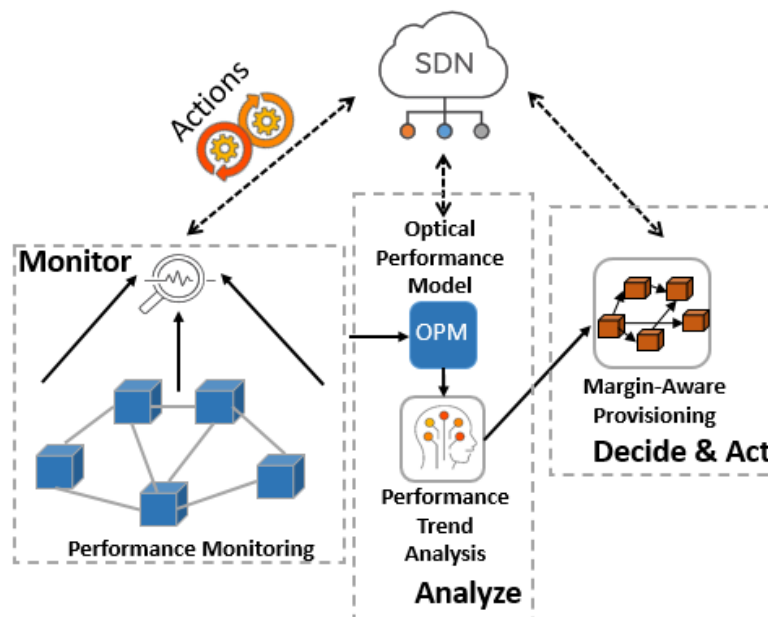 SDN
Actions
Monitor
Performance Monitoring
Optical
Performance
Model
OPM
Performance
Trend
Analysis
Analyze
Margin-Aware
Provisioning
Decide & Act